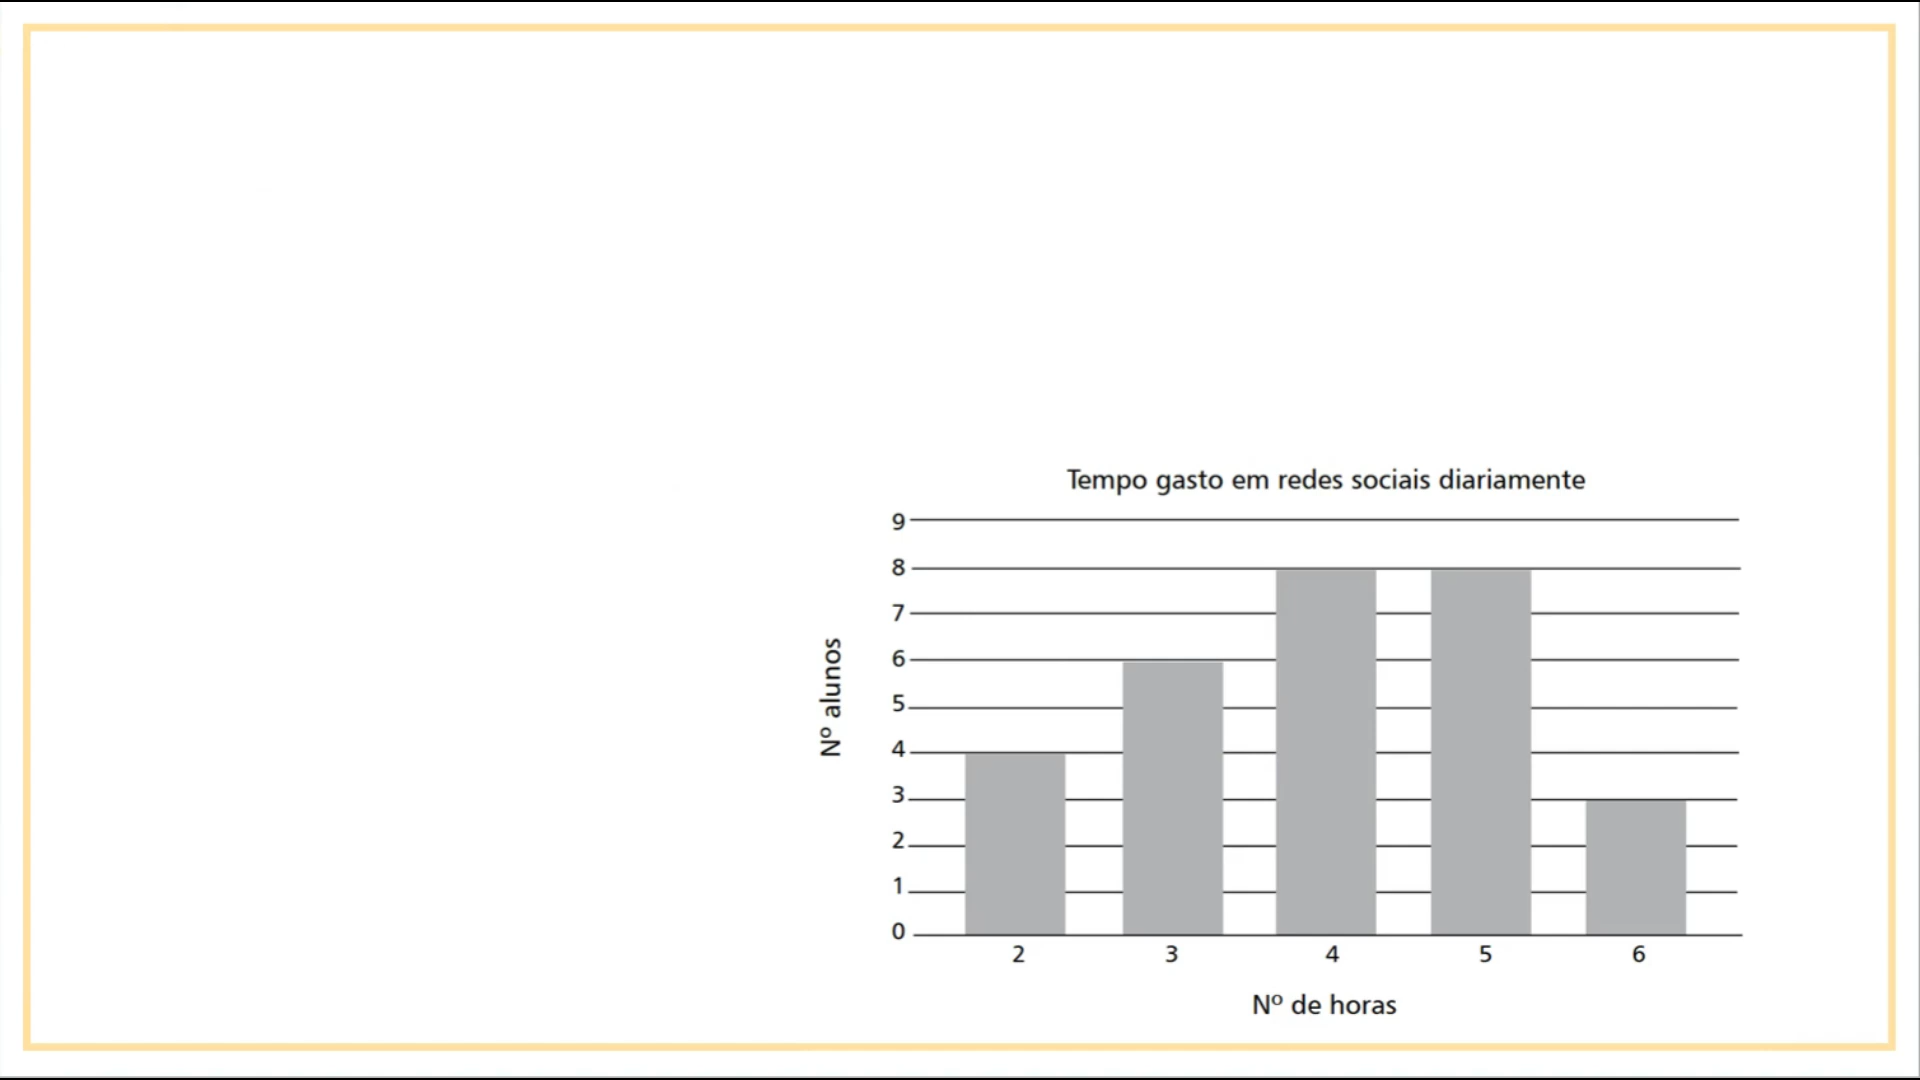 Tempo gasto em redes sociais diariamente
9
8
7
6
5
4
3
2
1
0
Nº alunos
2 3 4 5 6
Nº de horas